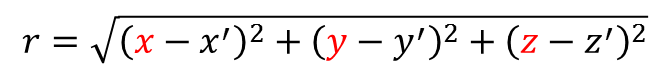 r = √(x − x′)² + (y − y′)² + (z − z′)²